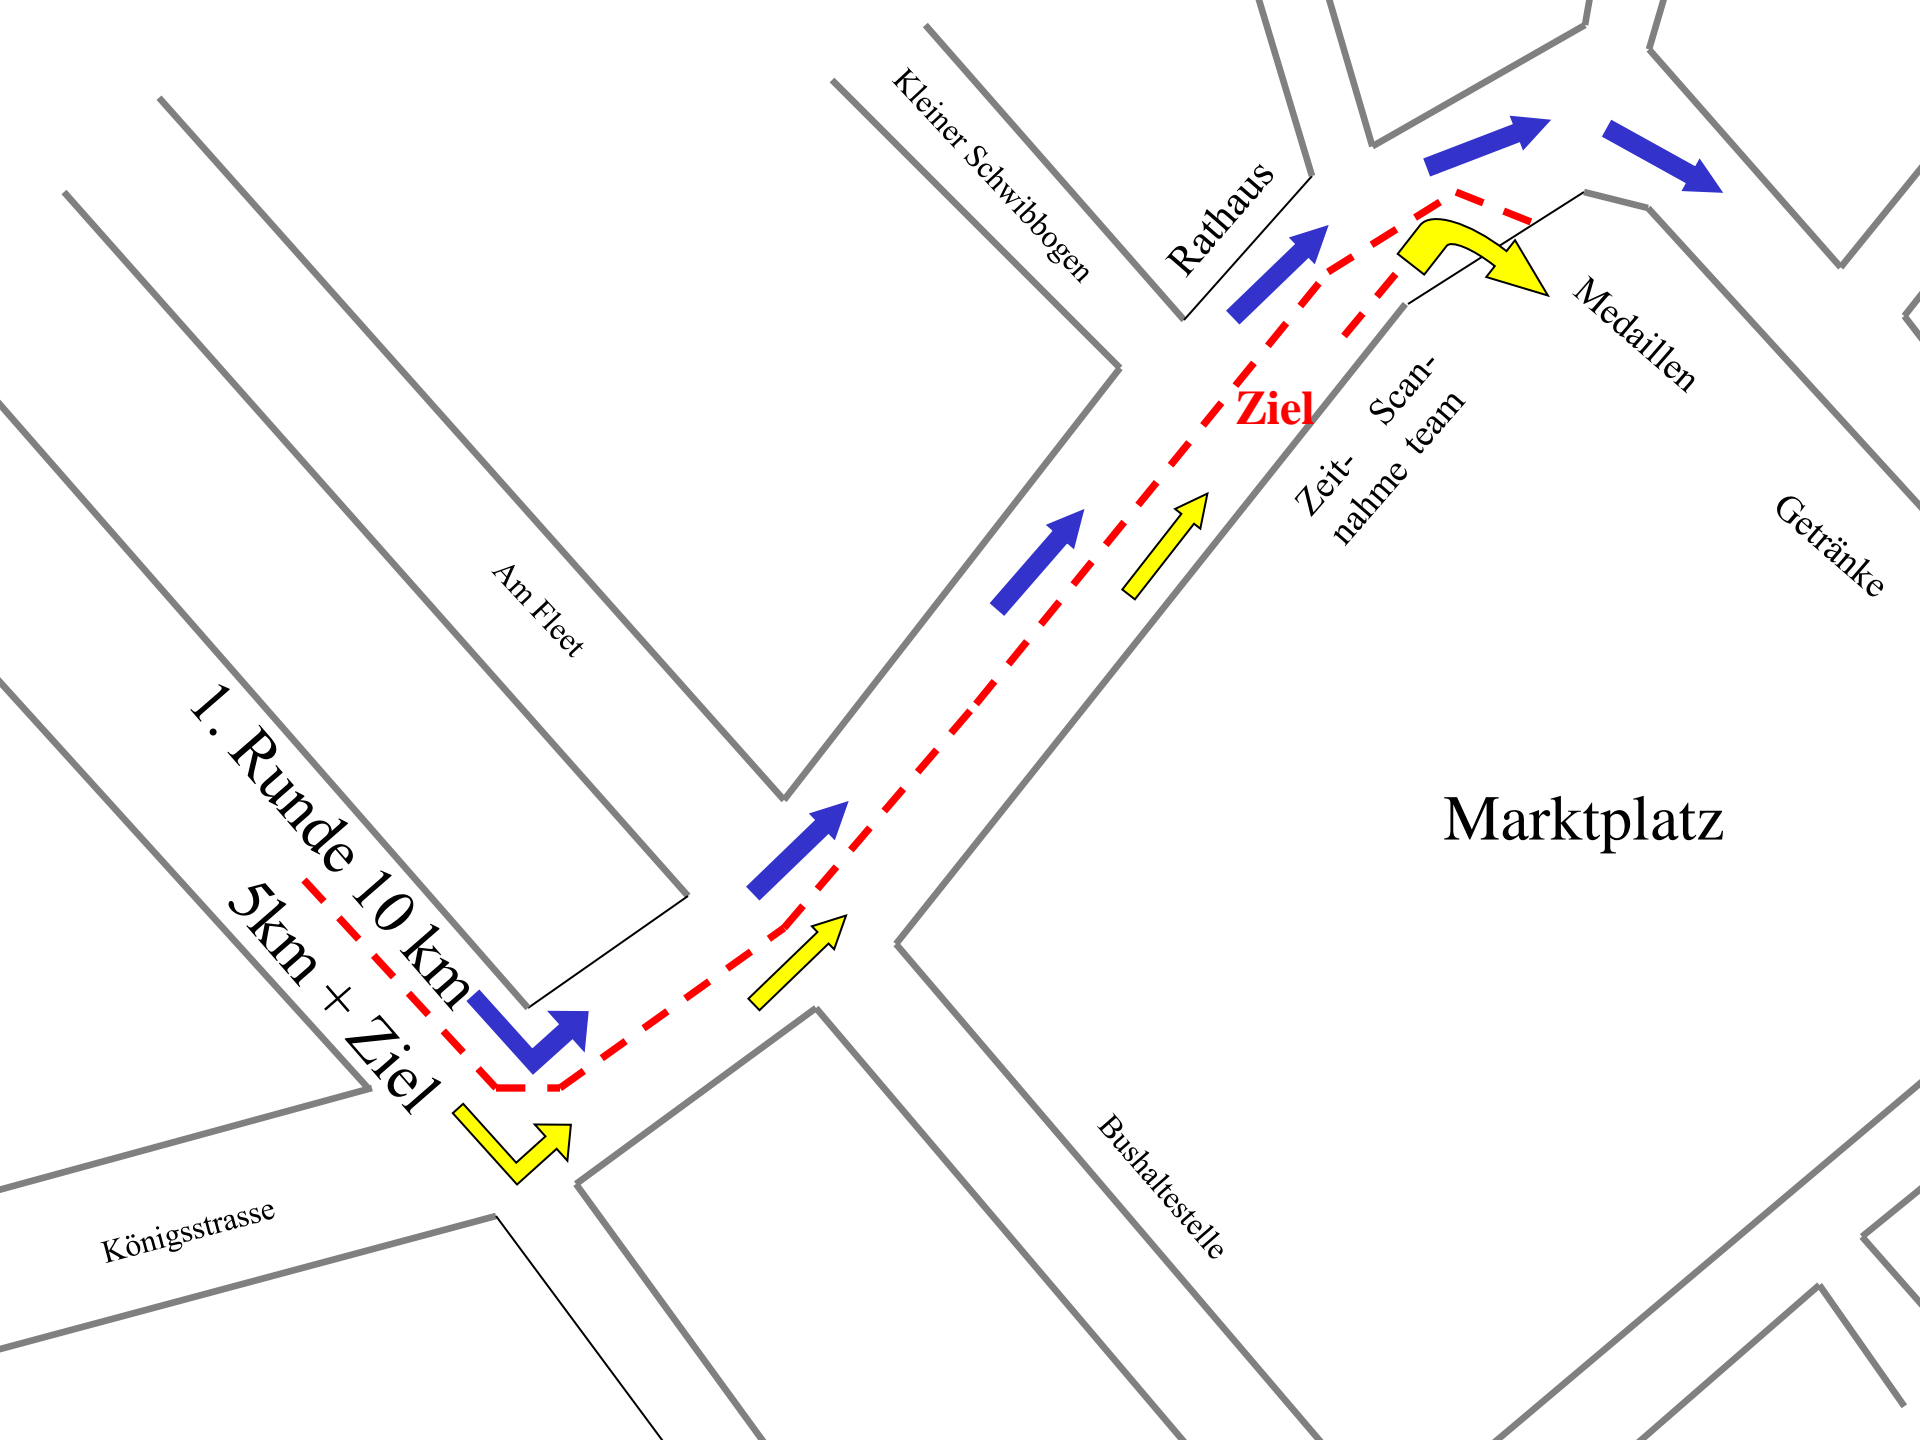 Kleiner Schwibbogen
Rathaus
Medaillen
Ziel
Scan-
team
Zeit-
nahme
Getränke
Am Fleet
1. Runde 10 km
5km + Ziel
Marktplatz
Bushaltestelle
Königsstrasse